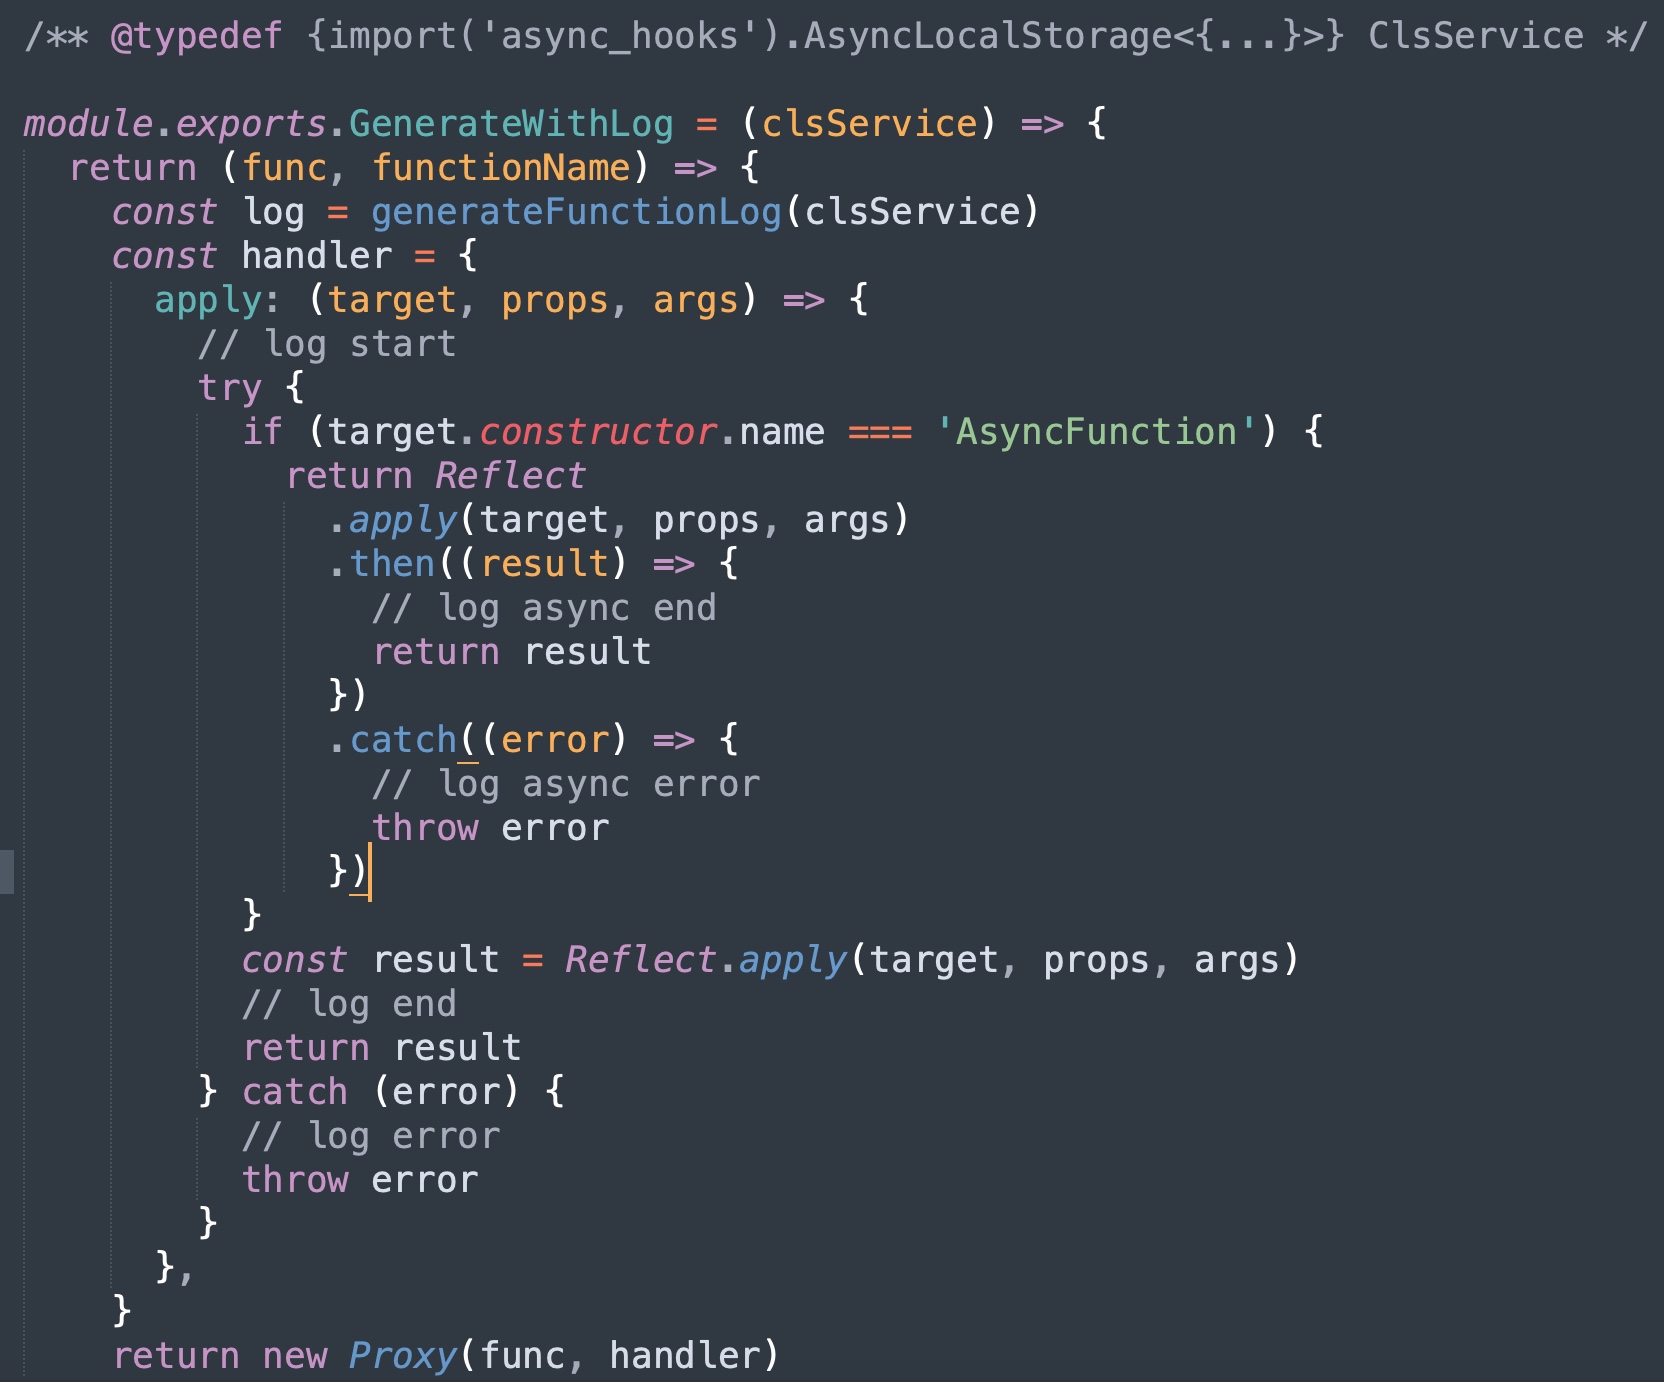 /** @typedef {import('async_hooks').AsyncLocalStorage<{...}>} ClsService */
module.exports.GenerateWithLog = (clsService) => {
return (func, functionName) => {
const log = generateFunctionLog(clsService)
const handler = {
apply: (target, props, args) => {
// log start
try {
if (target.constructor.name === 'AsyncFunction') {
return Reflect
.apply(target, props, args)
.then((result) => {
// log async end
return result
})
.catch((error) => {
// log async error
throw error
})
}
const result = Reflect.apply(target, props, args)
// log end
return result
} catch (error) {
// log error
throw error
}
},
}
return new Proxy(func, handler)